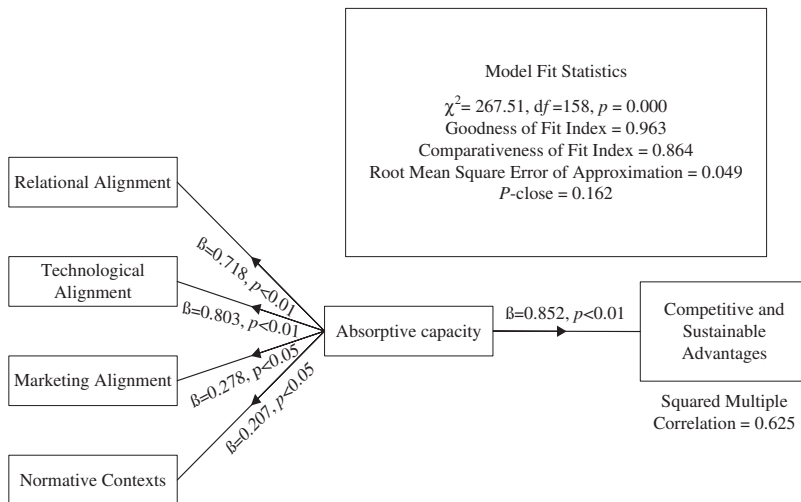 Model Fit Statistics
χ²= 267.51, df =158, p = 0.000
Goodness of Fit Index = 0.963
Comparativeness of Fit Index = 0.864
Root Mean Square Error of Approximation = 0.049
P-close = 0.162
Relational Alignment
Technological
Alignment
Marketing Alignment
Normative Contexts
ß=0.718, p<0.01
ß=0.803, p<0.01
ß=0.278, p<0.05
ß=0.207, p<0.05
Absorptive capacity
ß=0.852, p<0.01
Competitive and
Sustainable
Advantages
Squared Multiple
Correlation = 0.625